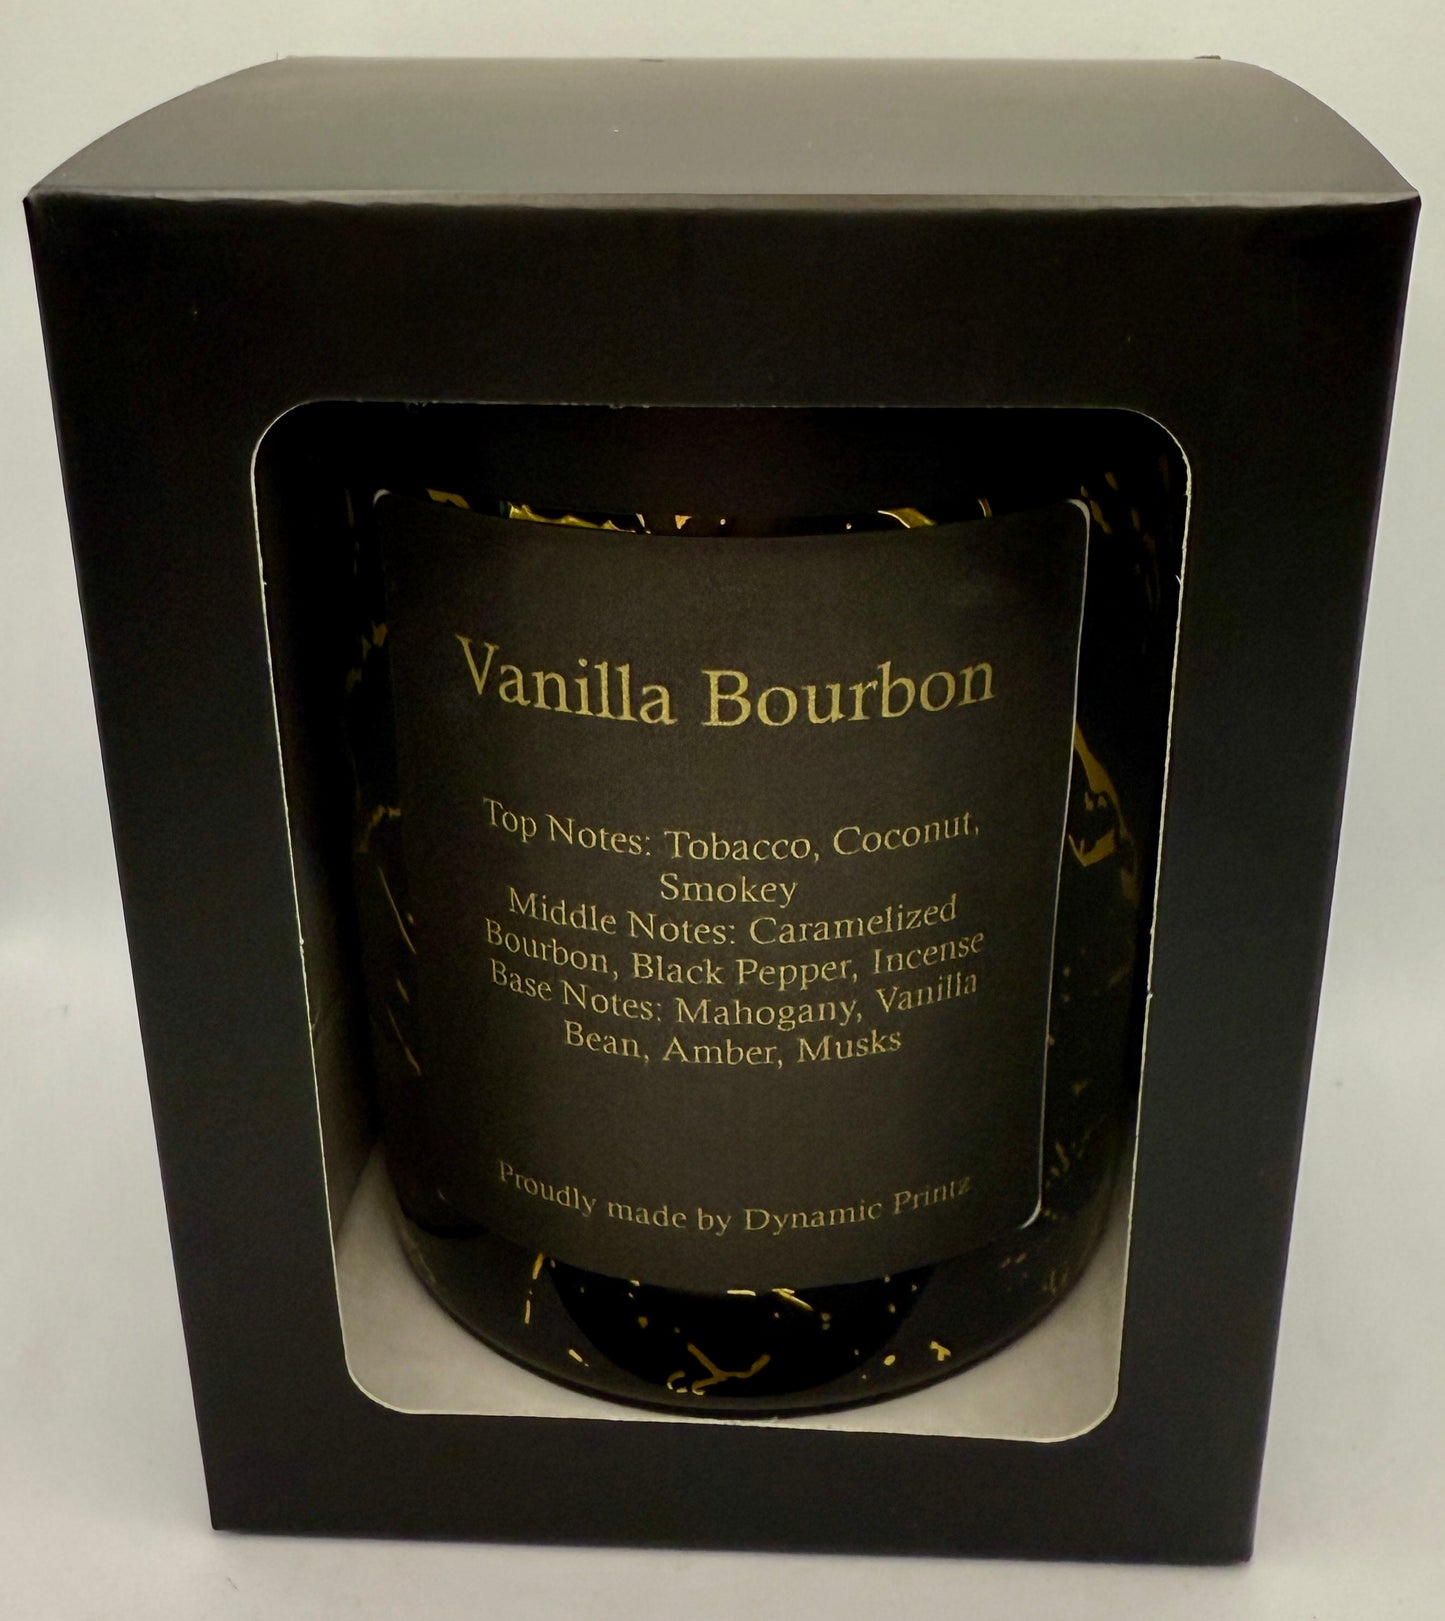 Vanilla Bourbon
Top Notes: Tobacco, Coconut,
Smokey
Middle Notes: Caramelized
Bourbon, Black Pepper, Incense
Base Notes: Mahogany, Vanilla
Bean, Amber, Musks
Proudly made by Dynamic Printz